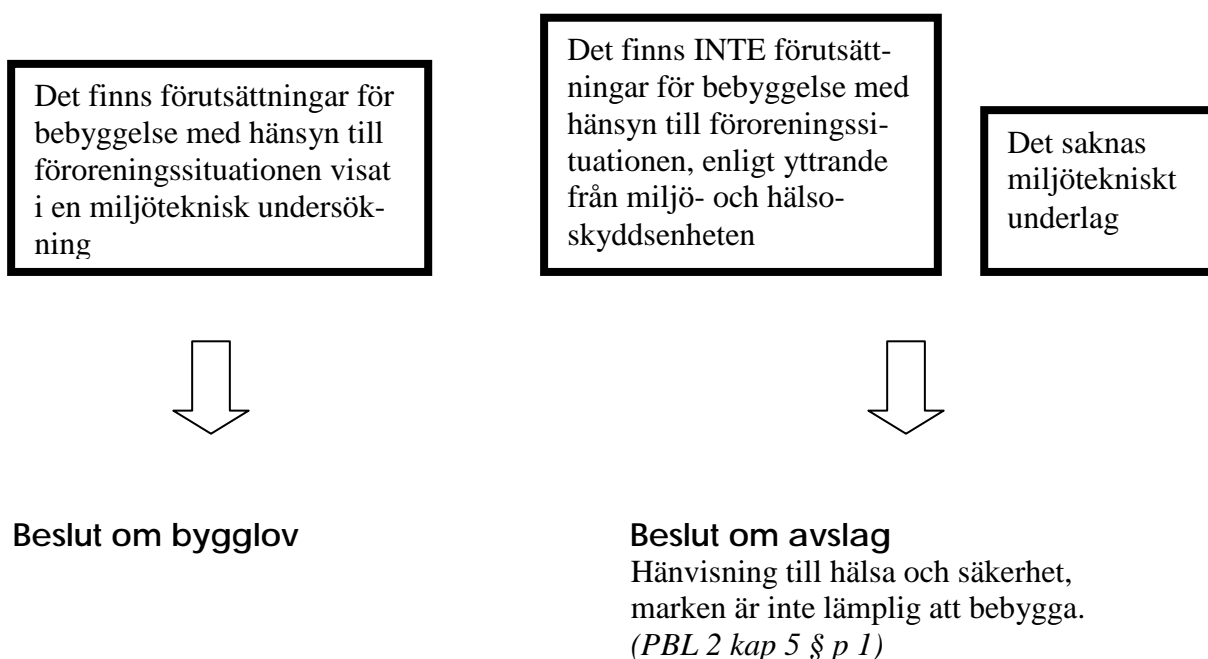 Det finns förutsättningar för
bebyggelse med hänsyn till
föroreningssituationen visat
i en miljöteknisk undersök-
ning
Det finns INTE förutsätt-
ningar för bebyggelse med
hänsyn till föroreningssi-
tuationen, enligt yttrande
från miljö- och hälso-
skyddsenheten
Det saknas
miljötekniskt
underlag
Beslut om bygglov
Beslut om avslag
Hänvisning till hälsa och säkerhet,
marken är inte lämplig att bebygga.
(PBL 2 kap 5 § p 1)